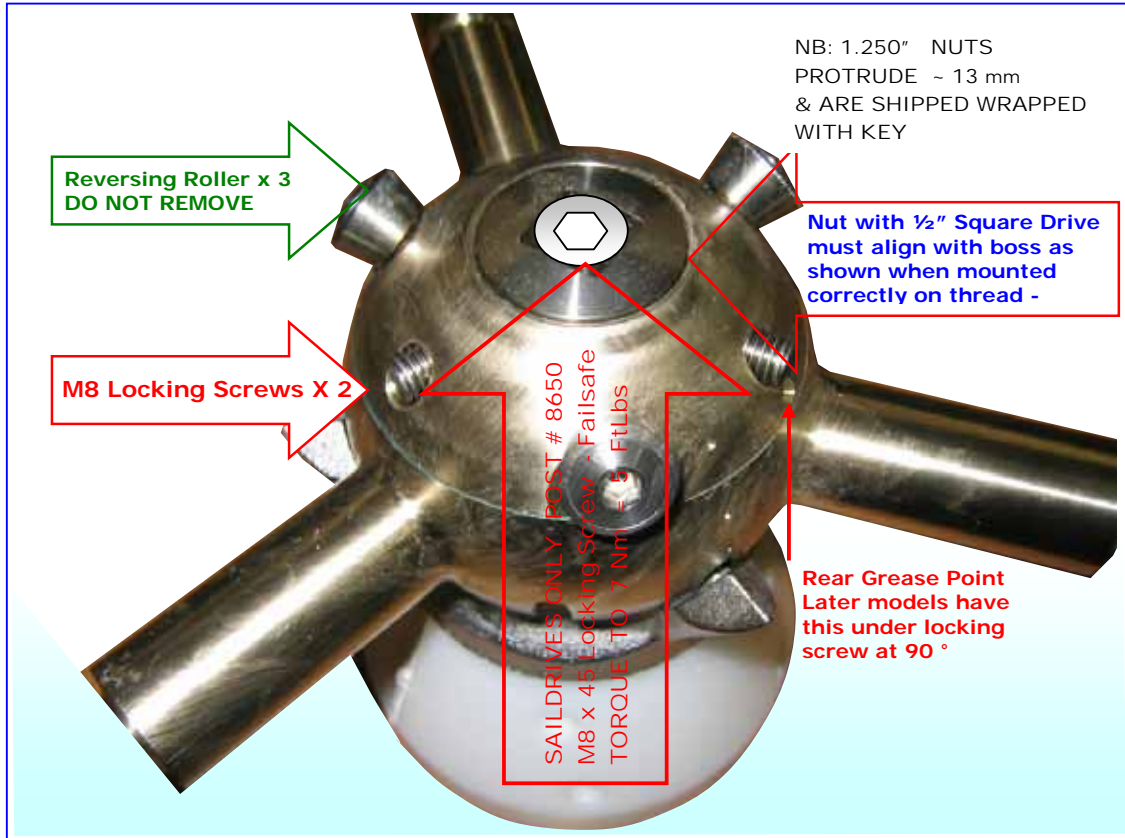 NB: 1.250" NUTS
PROTRUDE ~ 13 mm
& ARE SHIPPED WRAPPED
WITH KEY
Reversing Roller x 3
DO NOT REMOVE
Nut with ½" Square Drive
must align with boss as
shown when mounted
correctly on thread -
M8 Locking Screws X 2
SAILDRIVES ONLY POST # 8650
M8 x 45 Locking Screw - Failsafe
TORQUE TO 7 Nm = 5 FtLbs
Rear Grease Point
Later models have
this under locking
screw at 90 °